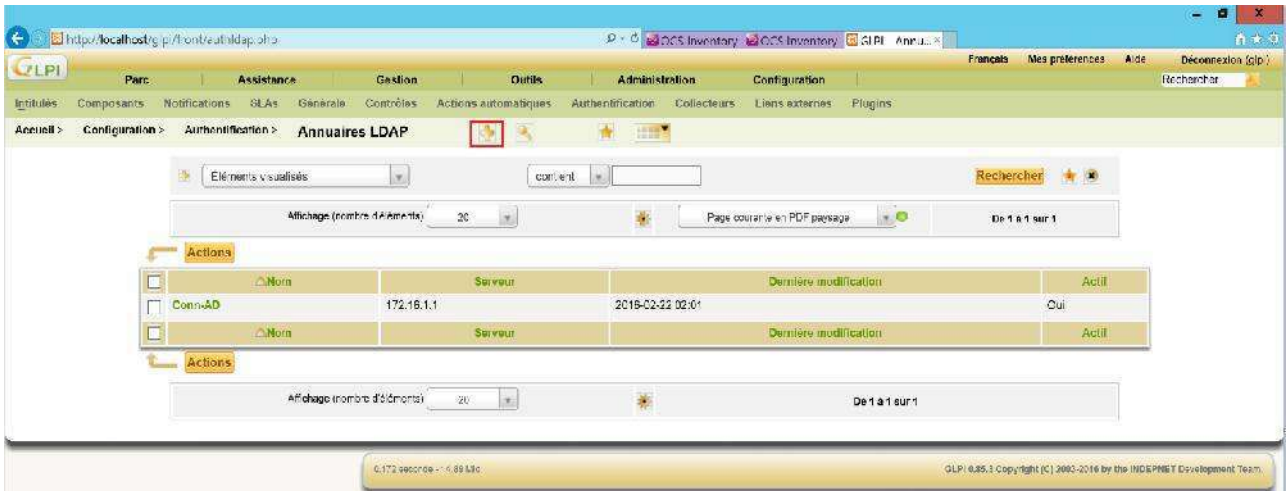 http://localhost/glpi/front/authldap.php
OCS Inventory OCS Inventory GLPI - Annu...
GLPI
Français Mes préférences Aide Déconnexion (glpi)
Parc Assistance Gestion Outils Administration Configuration
Rechercher
Intitulés Composants Notifications SLAs Générale Contrôles Actions automatiques Authentification Collecteurs Liens externes Plugins
Accueil > Configuration > Authentification > Annuaires LDAP
Éléments visualisés contient Rechercher
Affichage (nombre d'éléments) 20 Page courante en PDF paysage De 1 à 1 sur 1
Actions
Nom Serveur Dernière modification Actif
Conn-AD 172.16.1.1 2016-02-22 02:01 Oui
Nom Serveur Dernière modification Actif
Actions
Affichage (nombre d'éléments) 20 De 1 à 1 sur 1
0.172 seconde -
GLPI 0.85.3 Copyright (C) 2003-2016 by the INDEPNET Development Team.